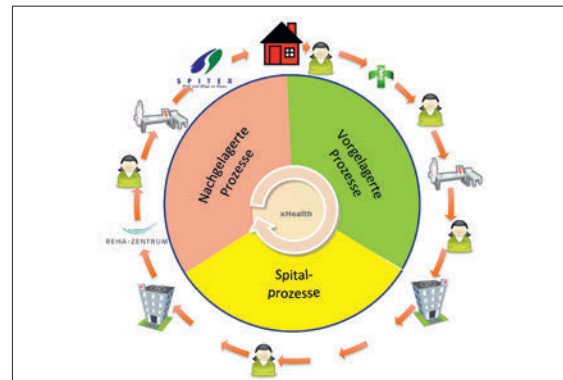 SPITEX
Nachgelagerte
Prozesse
Vorgelagerte
Prozesse
xHealth
REHA-ZENTRUM
Spital-
prozesse